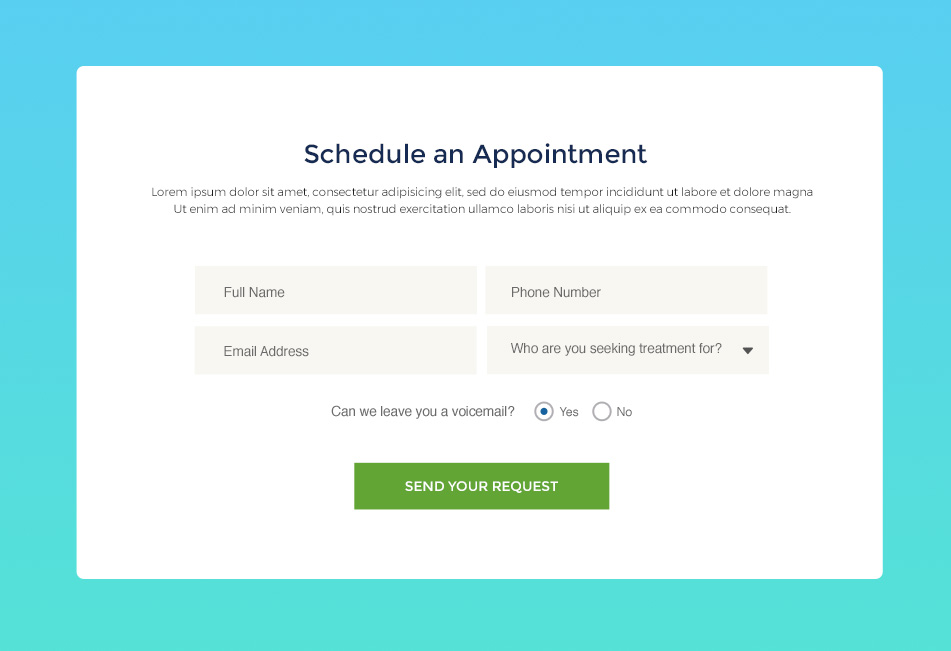 Schedule an Appointment
Lorem ipsum dolor sit amet, consectetur adipisicing elit, sed do eiusmod tempor incididunt ut labore et dolore magna
Ut enim ad minim veniam, quis nostrud exercitation ullamco laboris nisi ut aliquip ex ea commodo consequat.
Full Name
Phone Number
Email Address
Who are you seeking treatment for?
Can we leave you a voicemail? Yes No
SEND YOUR REQUEST